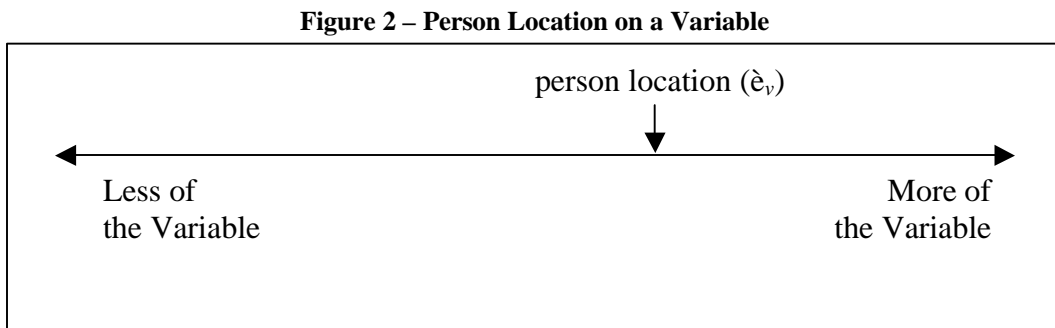 Figure 2 – Person Location on a Variable
person location (èv)
Less of
the Variable
More of
the Variable